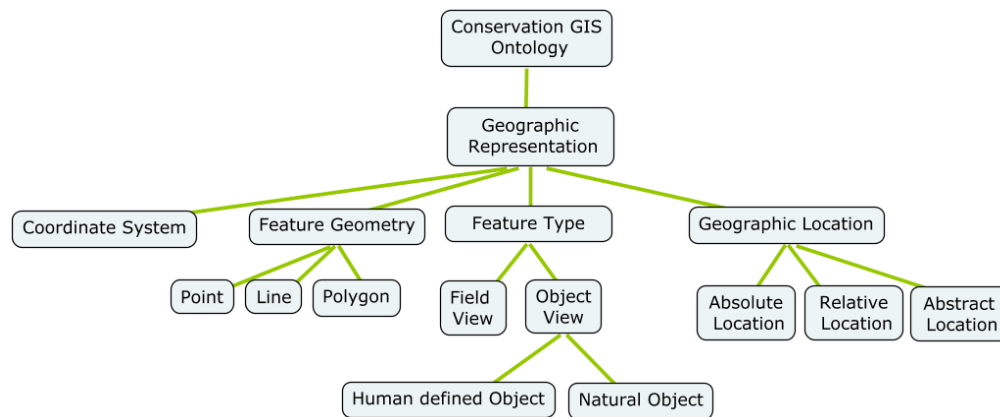 Conservation GIS
Ontology
Geographic
Representation
Coordinate System
Feature Geometry
Feature Type
Geographic Location
Point
Line
Polygon
Field
View
Object
View
Absolute
Location
Relative
Location
Abstract
Location
Human defined Object
Natural Object